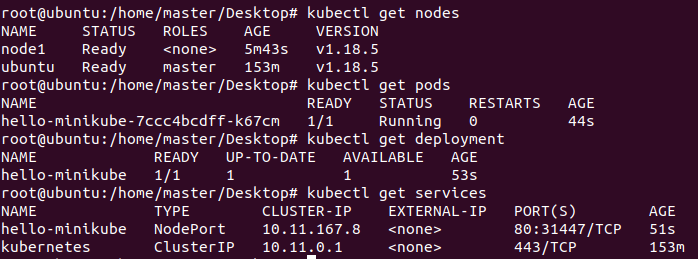 root@ubuntu:/home/master/Desktop# kubectl get nodes
NAME     STATUS   ROLES    AGE     VERSION
node1    Ready    <none>   5m43s   v1.18.5
ubuntu   Ready    master   153m    v1.18.5
root@ubuntu:/home/master/Desktop# kubectl get pods
NAME                             READY   STATUS    RESTARTS   AGE
hello-minikube-7ccc4bcdff-k67cm   1/1     Running   0          44s
root@ubuntu:/home/master/Desktop# kubectl get deployment
NAME             READY   UP-TO-DATE   AVAILABLE   AGE
hello-minikube   1/1     1            1           53s
root@ubuntu:/home/master/Desktop# kubectl get services
NAME             TYPE        CLUSTER-IP     EXTERNAL-IP   PORT(S)        AGE
hello-minikube   NodePort    10.11.167.8    <none>        80:31447/TCP   51s
kubernetes       ClusterIP   10.11.0.1      <none>        443/TCP        153m